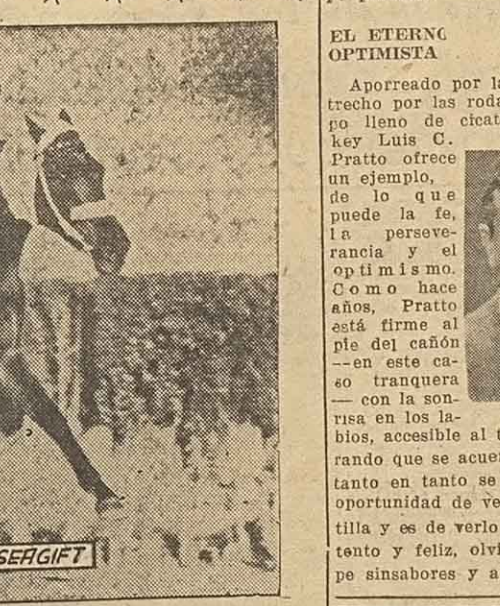 SERGIFT
EL ETERNO
OPTIMISTA
Aporreado por la
trecho por las roda
po lleno de cicat
key Luis C.
Pratto ofrece
un ejemplo,
de lo que
puede la fe,
la perseve-
rancia y el
optimismo.
Como hace
años, Pratto
está firme al
pie del cañón
—en este ca-
so tranquera
— con la son-
risa en los la-
bios, accesible al t
rando que se acue
tanto en tanto se
oportunidad de ve
tilla y es de verlo
tento y feliz, olvi
pe sinsabores y a